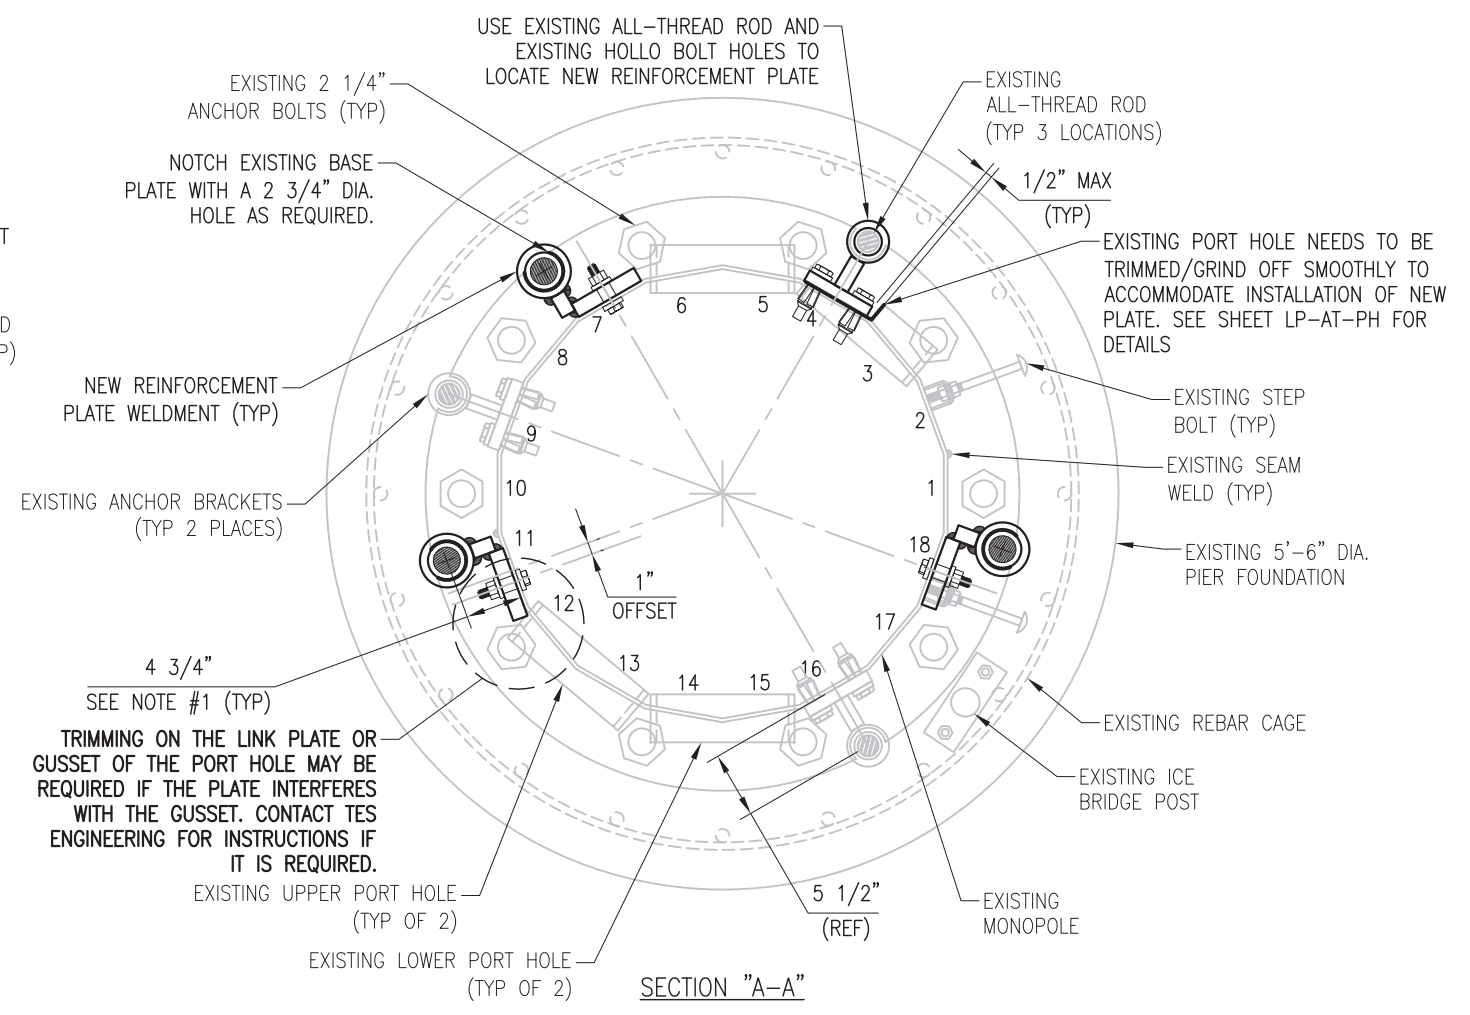 USE EXISTING ALL-THREAD ROD AND
EXISTING HOLLO BOLT HOLES TO
LOCATE NEW REINFORCEMENT PLATE
EXISTING 2 1/4"
ANCHOR BOLTS (TYP)
EXISTING
ALL-THREAD ROD
(TYP 3 LOCATIONS)
NOTCH EXISTING BASE
PLATE WITH A 2 3/4" DIA.
HOLE AS REQUIRED.
1/2" MAX
(TYP)
T
EXISTING PORT HOLE NEEDS TO BE
TRIMMED/GRIND OFF SMOOTHLY TO
ACCOMMODATE INSTALLATION OF NEW
PLATE. SEE SHEET LP-AT-PH FOR
DETAILS
D
P)
6
5
4
7
8
3
NEW REINFORCEMENT
PLATE WELDMENT (TYP)
EXISTING STEP
BOLT (TYP)
2
9
EXISTING SEAM
WELD (TYP)
EXISTING ANCHOR BRACKETS
(TYP 2 PLACES)
10
1
11
18
EXISTING 5'-6" DIA.
PIER FOUNDATION
1"
OFFSET
12
17
4 3/4"
SEE NOTE #1 (TYP)
13
14
15
16
TRIMMING ON THE LINK PLATE OR
GUSSET OF THE PORT HOLE MAY BE
REQUIRED IF THE PLATE INTERFERES
WITH THE GUSSET. CONTACT TES
ENGINEERING FOR INSTRUCTIONS IF
IT IS REQUIRED.
EXISTING REBAR CAGE
EXISTING ICE
BRIDGE POST
EXISTING UPPER PORT HOLE
(TYP OF 2)
5 1/2"
(REF)
EXISTING
MONOPOLE
EXISTING LOWER PORT HOLE
(TYP OF 2)
SECTION "A-A"